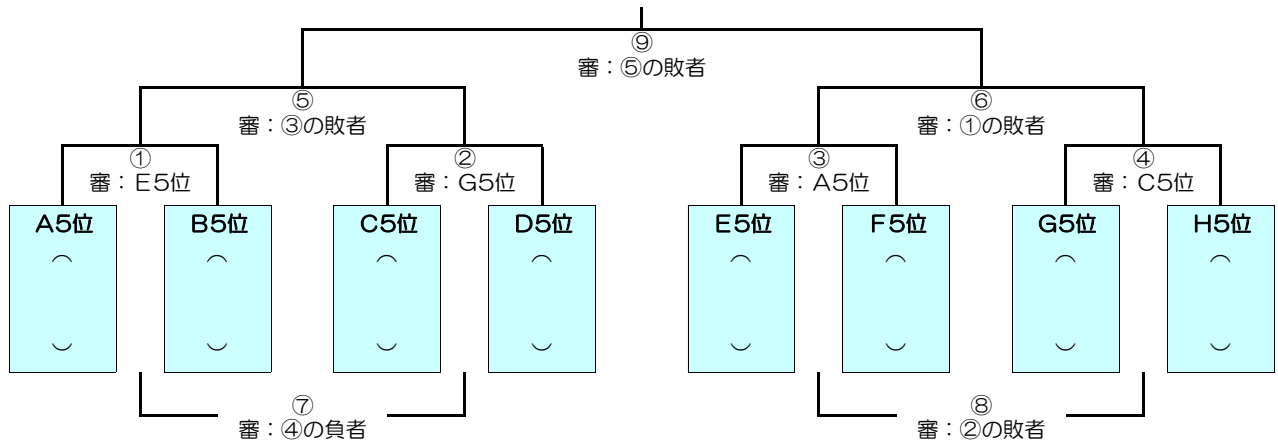 ⑨
審：⑤の敗者
⑤
審：③の敗者
⑥
審：①の敗者
①
審：E5位
②
審：G5位
③
審：A5位
④
審：C5位
A5位
B5位
C5位
D5位
E5位
F5位
G5位
H5位
⑦
審：④の負者
⑧
審：②の敗者